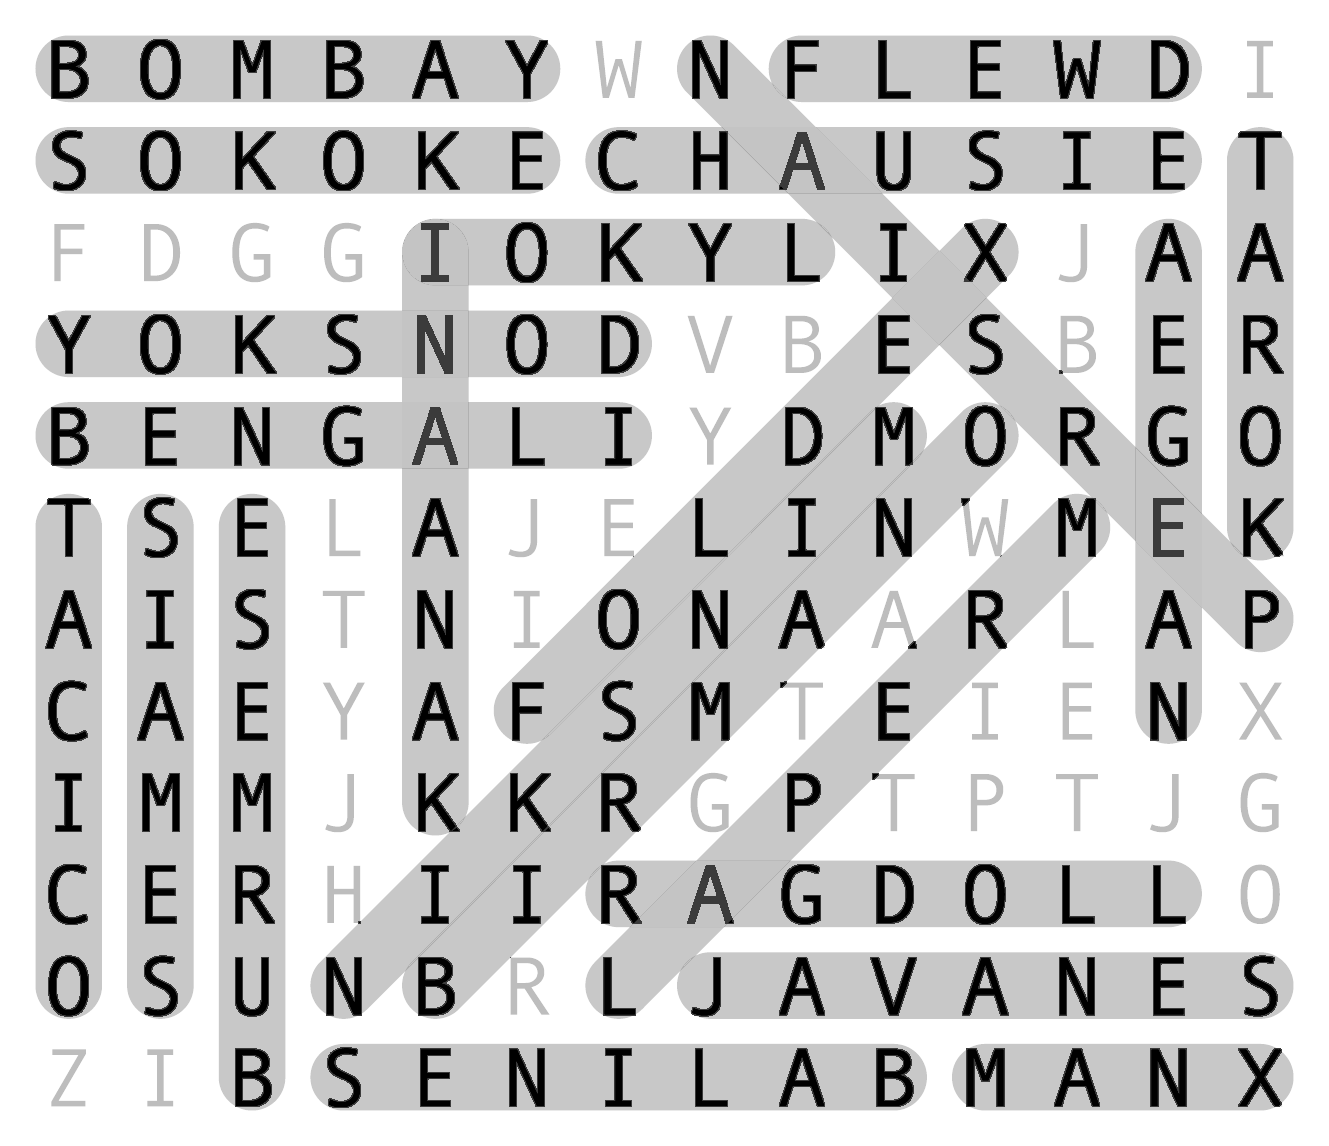 B O M B A Y W N F L E W D I
S O K O K E C H A U S I E T
F D G G I O K Y L I X J A A
Y O K S N O D V B E S B E R
B E N G A L I Y D M O R G O
T S E L A J E L I N W M E K
A I S T N I O N A A R L A P
C A E Y A F S M T E I E N X
I M M J K K R G P T P T J G
C E R H I I R A G D O L L O
O S U N B R L J A V A N E S
Z I B S E N I L A B M A N X